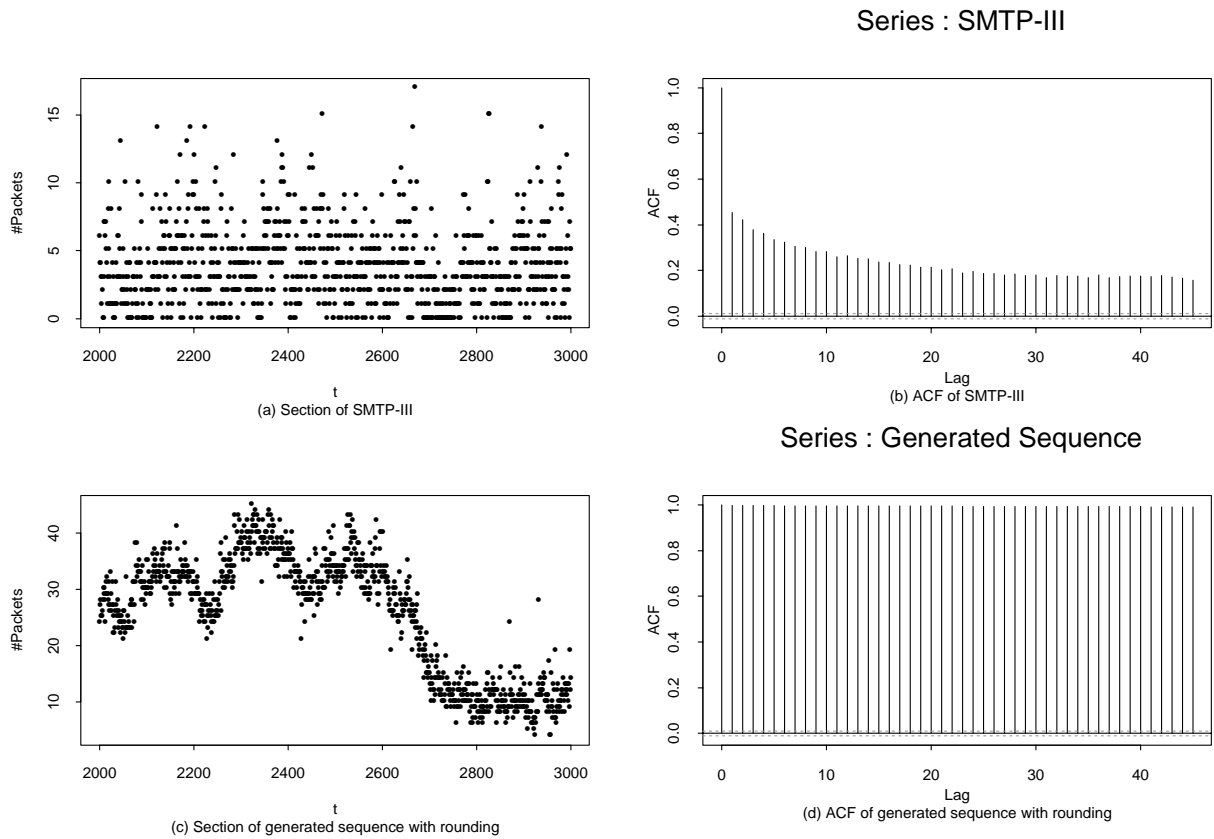 Series : SMTP-III
#Packets
0 5 10 15
2000 2200 2400 2600 2800 3000
t
(a) Section of SMTP-III
ACF
0.0 0.2 0.4 0.6 0.8 1.0
0 10 20 30 40
Lag
(b) ACF of SMTP-III
Series : Generated Sequence
#Packets
10 20 30 40
2000 2200 2400 2600 2800 3000
t
(c) Section of generated sequence with rounding
ACF
0.0 0.2 0.4 0.6 0.8 1.0
0 10 20 30 40
Lag
(d) ACF of generated sequence with rounding